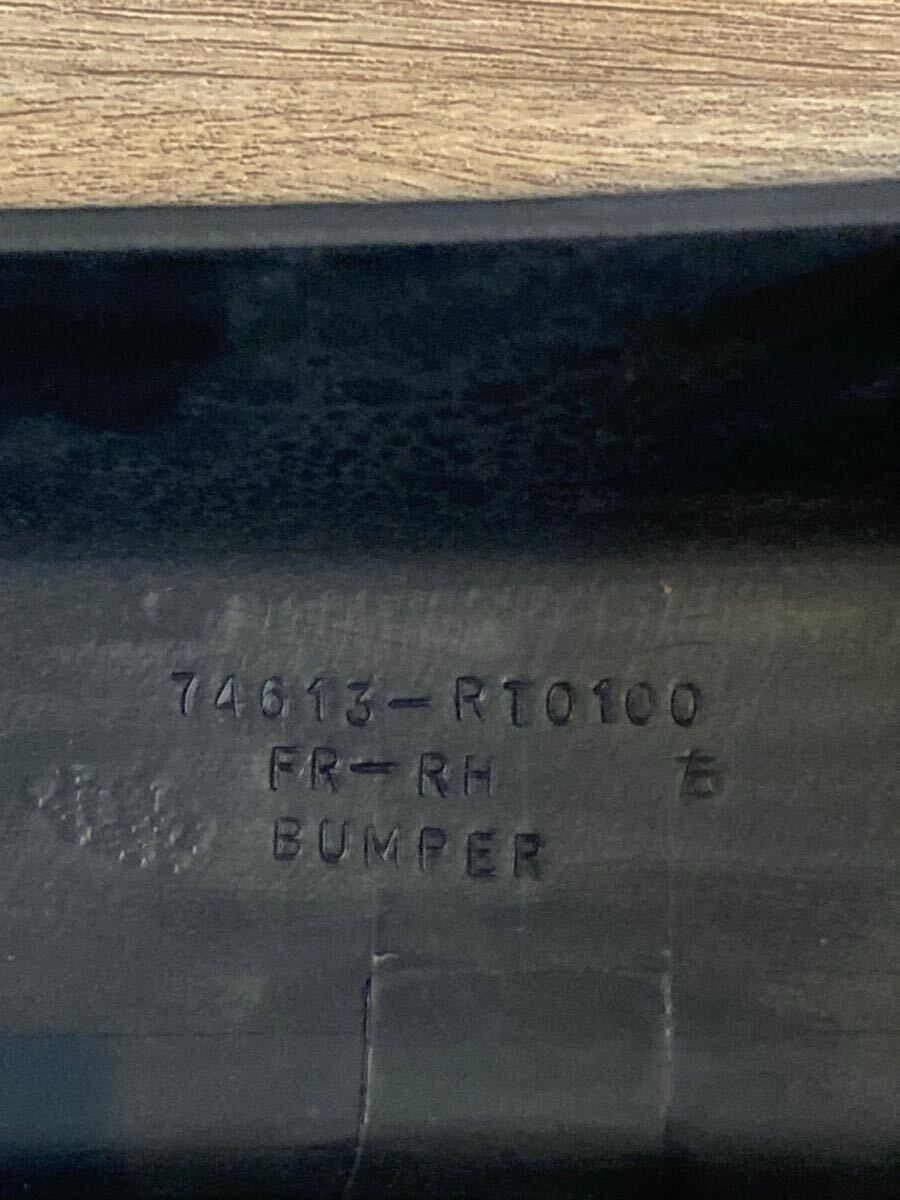 74613-RT0100
FR-RH 右
BUMPER